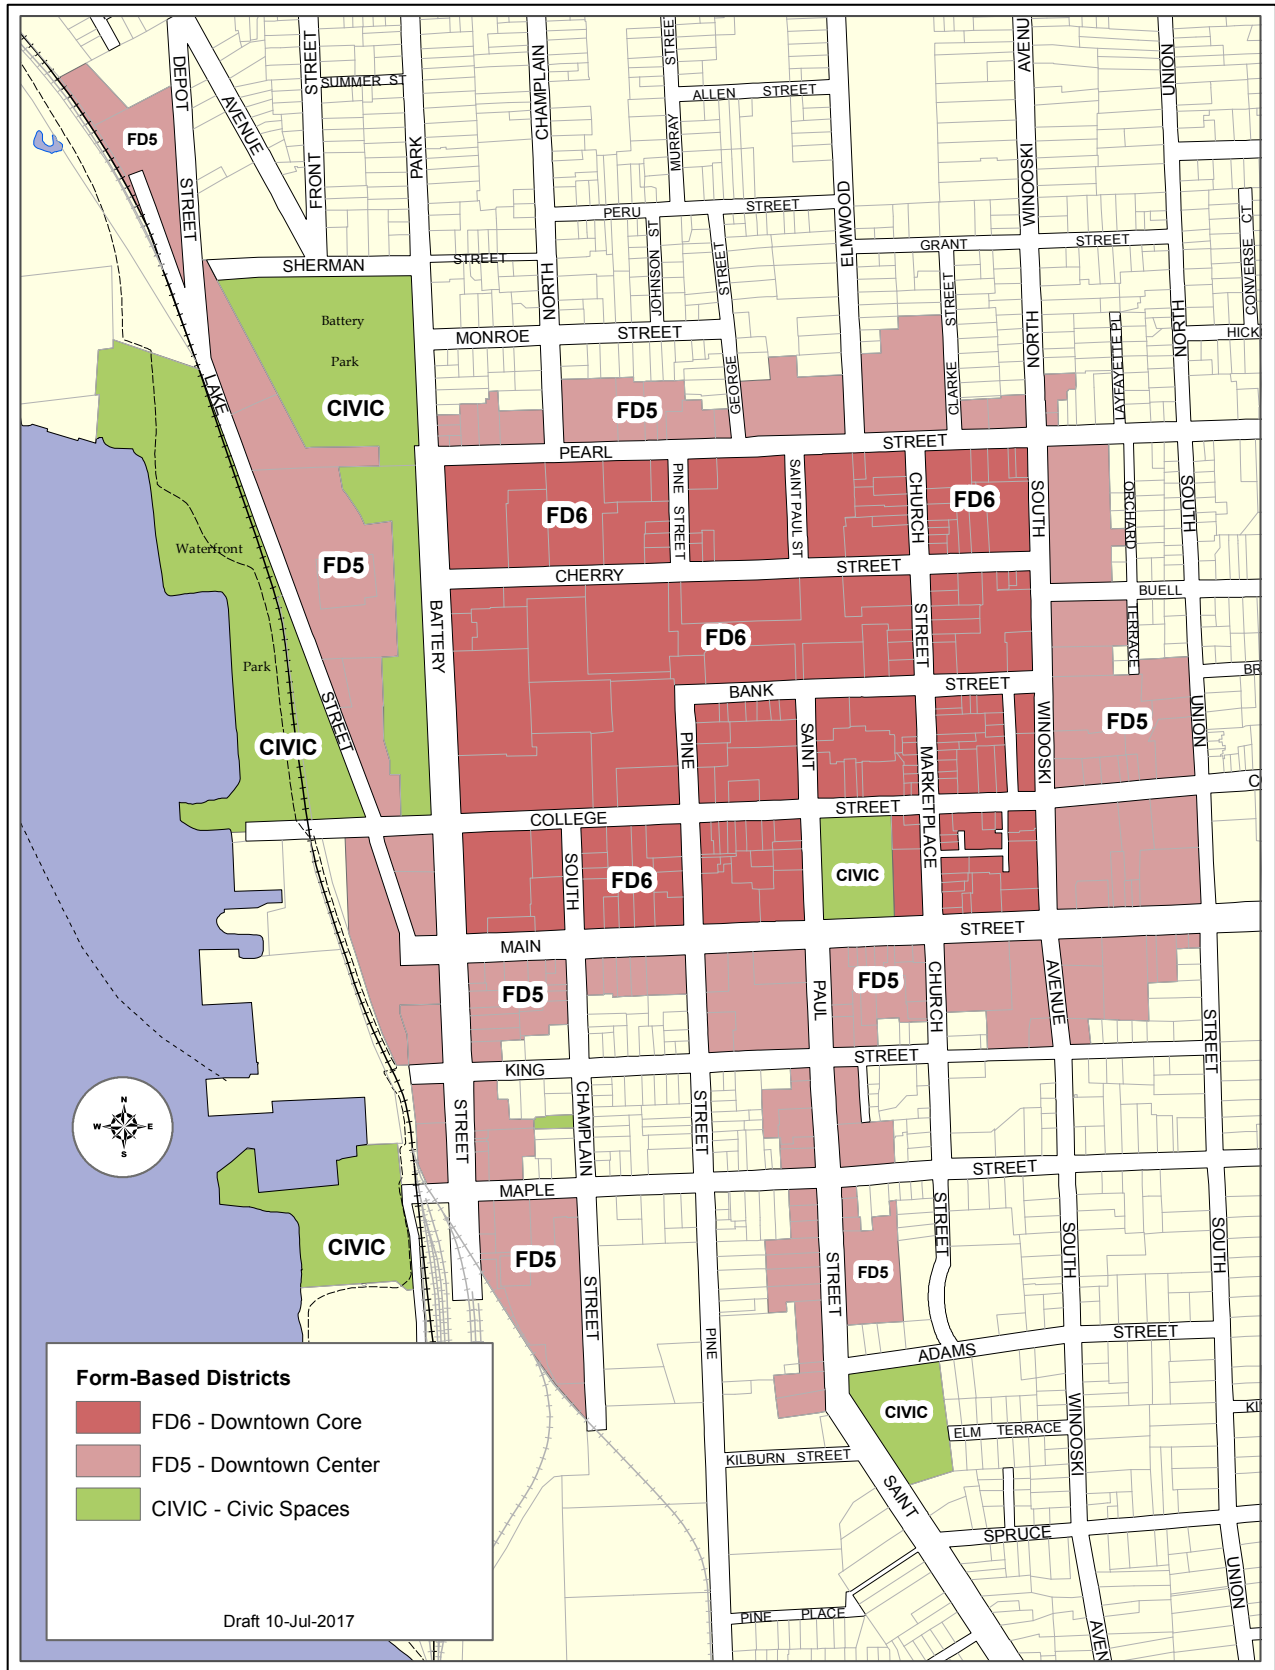 DEPOT
STREET
AVENUE
FRONT
STREET
SUMMER ST
PARK
CHAMPLAIN
NORTH
MURRAY
STREE
ALLEN STREET
ELMWOOD
WINOOSKI
AVENU
UNION
FD5
PERU STREET
JOHNSON ST
STREET
GRANT STREET
CONVERSE CT
SHERMAN STREET
Battery
Park
CIVIC
MONROE STREET
GEORGE
CLARKE STREET
NORTH
LAYFAYETTE PL
NORTH
HICK
LAKE
FD5
PEARL STREET
PINE STREET
SAINT PAUL ST
CHURCH
SOUTH
ORCHARD
SOUTH
FD6
FD6
Waterfront
FD5
CHERRY STREET
BUELL
TERRACE
BATTERY
FD6
STREET
Park
STREET
BANK STREET
BR
CIVIC
PINE
SAINT
MARKETPLACE
WINOOSKI
FD5
UNION
COLLEGE STREET
C
SOUTH
FD6
CIVIC
MAIN STREET
FD5
PAUL
FD5
CHURCH
AVENUE
STREET
KING STREET
N
W E
S
STREET
CHAMPLAIN
STREET
MAPLE STREET
CIVIC
FD5
STREET
STREET
FD5
STREET
SOUTH
SOUTH
PINE
ADAMS STREET
CIVIC
ELM TERRACE
WINOOSKI
KI
KILBURN STREET
SAINT
SPRUCE
UNION
PINE PLACE
AVEN
Form-Based Districts
FD6 - Downtown Core
FD5 - Downtown Center
CIVIC - Civic Spaces
Draft 10-Jul-2017